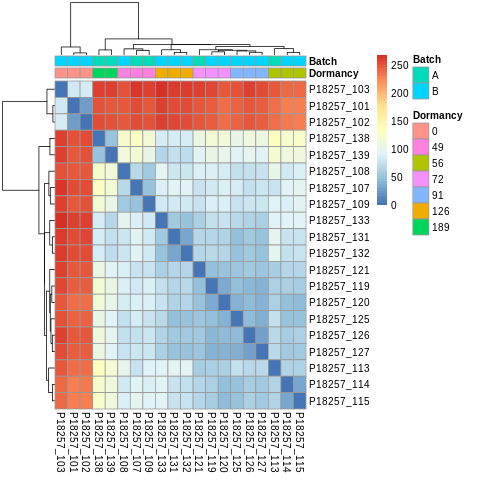 Batch
Dormancy
P18257_103
P18257_101
P18257_102
P18257_138
P18257_139
P18257_108
P18257_107
P18257_109
P18257_133
P18257_131
P18257_132
P18257_121
P18257_119
P18257_120
P18257_125
P18257_126
P18257_127
P18257_113
P18257_114
P18257_115
P18257_103
P18257_101
P18257_102
P18257_138
P18257_139
P18257_108
P18257_107
P18257_109
P18257_133
P18257_131
P18257_132
P18257_121
P18257_119
P18257_120
P18257_125
P18257_126
P18257_127
P18257_113
P18257_114
P18257_115
250
200
150
100
50
0
Batch
A
B
Dormancy
0
49
56
72
91
126
189